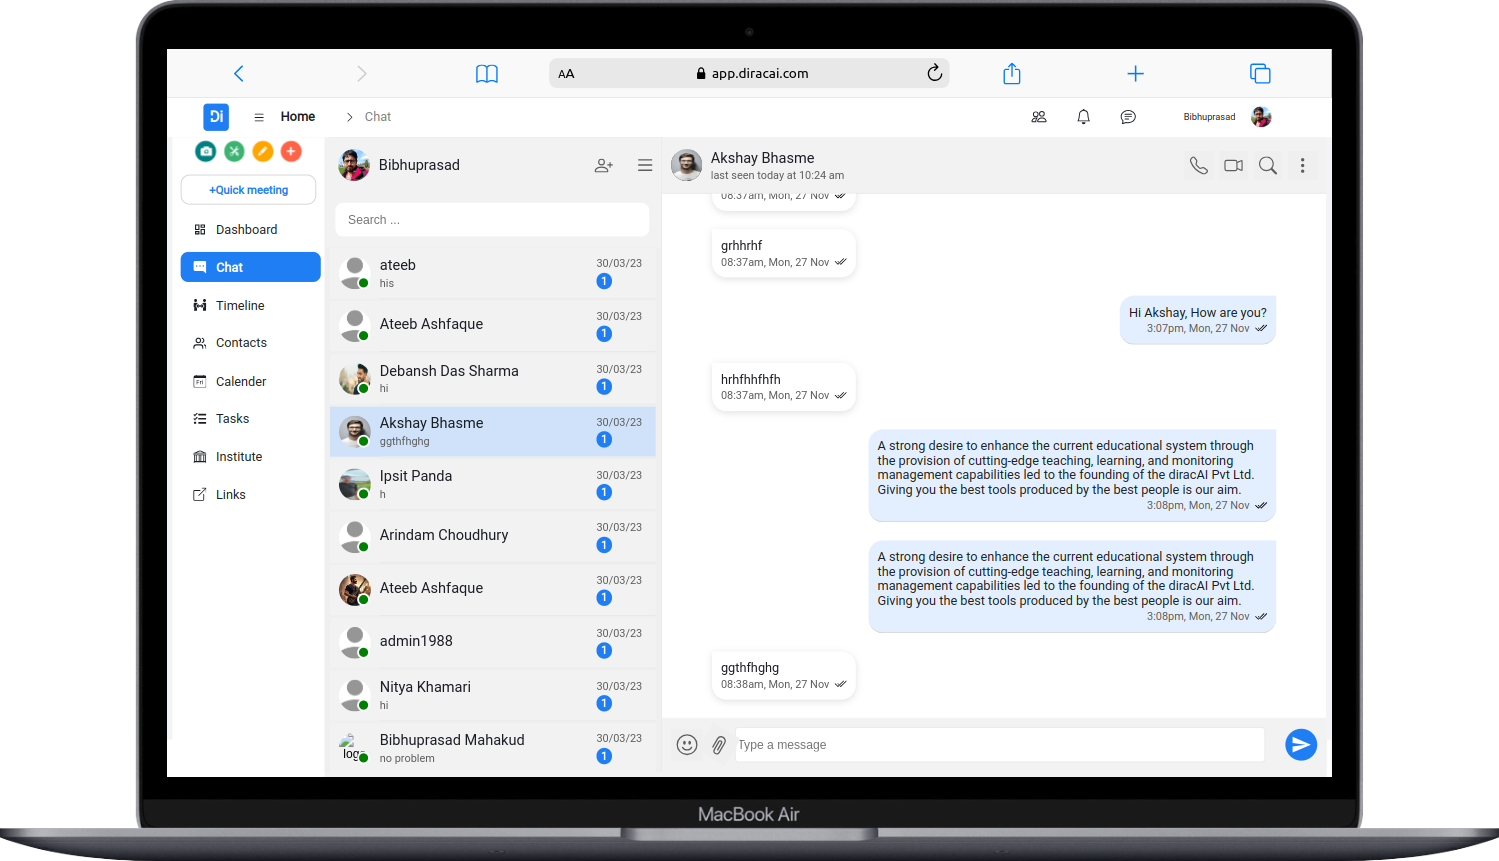 AA
app.diracai.com
Di
Home
Chat
Bibhuprasad
+Quick meeting
Dashboard
Chat
Timeline
Contacts
Fri
Calender
Tasks
Institute
Links
Bibhuprasad
Search ...
ateeb
30/03/23
his
1
Ateeb Ashfaque
30/03/23
1
Debansh Das Sharma
30/03/23
hi
1
Akshay Bhasme
30/03/23
ggthfhghg
1
Ipsit Panda
30/03/23
h
1
Arindam Choudhury
30/03/23
1
Ateeb Ashfaque
30/03/23
1
admin1988
30/03/23
1
Nitya Khamari
30/03/23
hi
1
logo
Bibhuprasad Mahakud
30/03/23
no problem
1
Akshay Bhasme
last seen today at 10:24 am
08:37am, Mon, 27 Nov
grhhrhf
08:37am, Mon, 27 Nov
Hi Akshay, How are you?
3:07pm, Mon, 27 Nov
hrhfhhfhfh
08:37am, Mon, 27 Nov
A strong desire to enhance the current educational system through
the provision of cutting-edge teaching, learning, and monitoring
management capabilities led to the founding of the diracAI Pvt Ltd.
Giving you the best tools produced by the best people is our aim.
3:08pm, Mon, 27 Nov
A strong desire to enhance the current educational system through
the provision of cutting-edge teaching, learning, and monitoring
management capabilities led to the founding of the diracAI Pvt Ltd.
Giving you the best tools produced by the best people is our aim.
3:08pm, Mon, 27 Nov
ggthfhghg
08:38am, Mon, 27 Nov
Type a message
MacBook Air